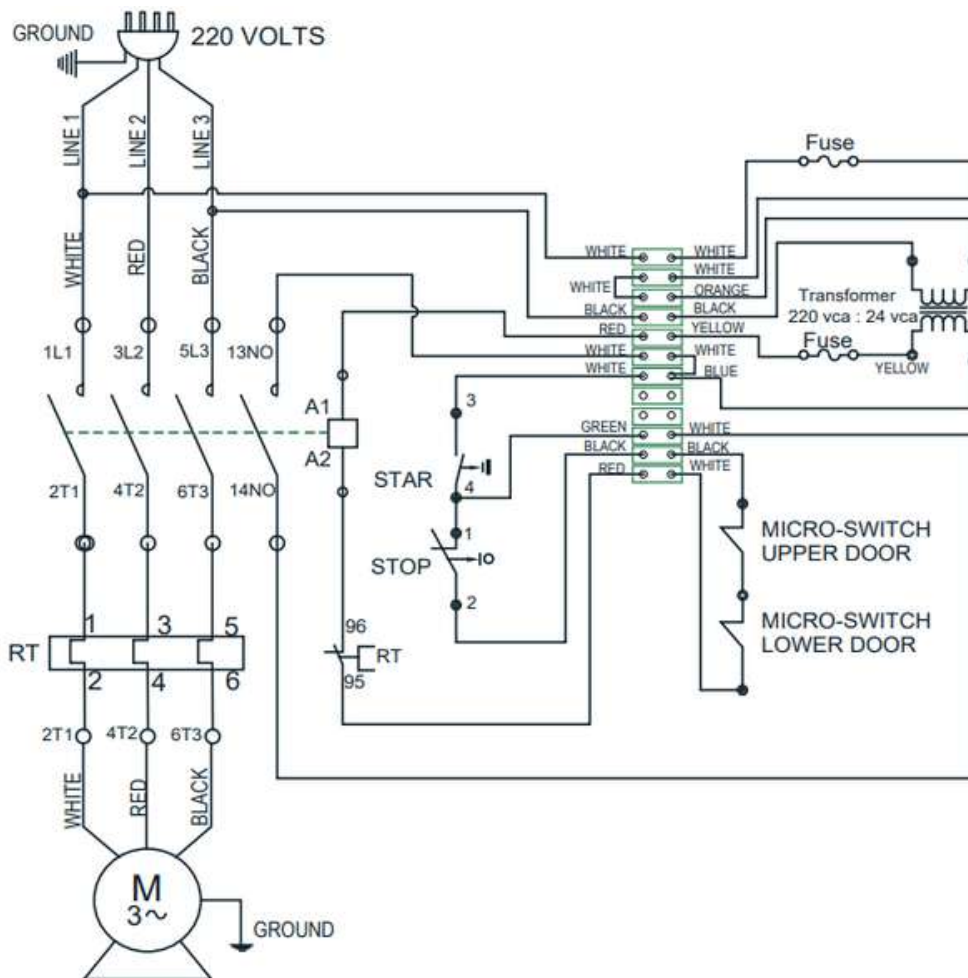 GROUND
220 VOLTS
LINE 1
LINE 2
LINE 3
Fuse
WHITE
RED
BLACK
WHITE
WHITE
WHITE
WHITE
ORANGE
BLACK
BLACK
RED
YELLOW
WHITE
WHITE
WHITE
BLUE
Transformer
220 vca : 24 vca
Fuse
YELLOW
1L1
3L2
5L3
13NO
A1
A2
3
GREEN
WHITE
BLACK
BLACK
RED
WHITE
STAR
4
2T1
4T2
6T3
14NO
1
STOP
2
MICRO-SWITCH
UPPER DOOR
MICRO-SWITCH
LOWER DOOR
1
3
5
RT
2
4
6
96
RT
95
2T1
4T2
6T3
WHITE
RED
BLACK
M
3~
GROUND